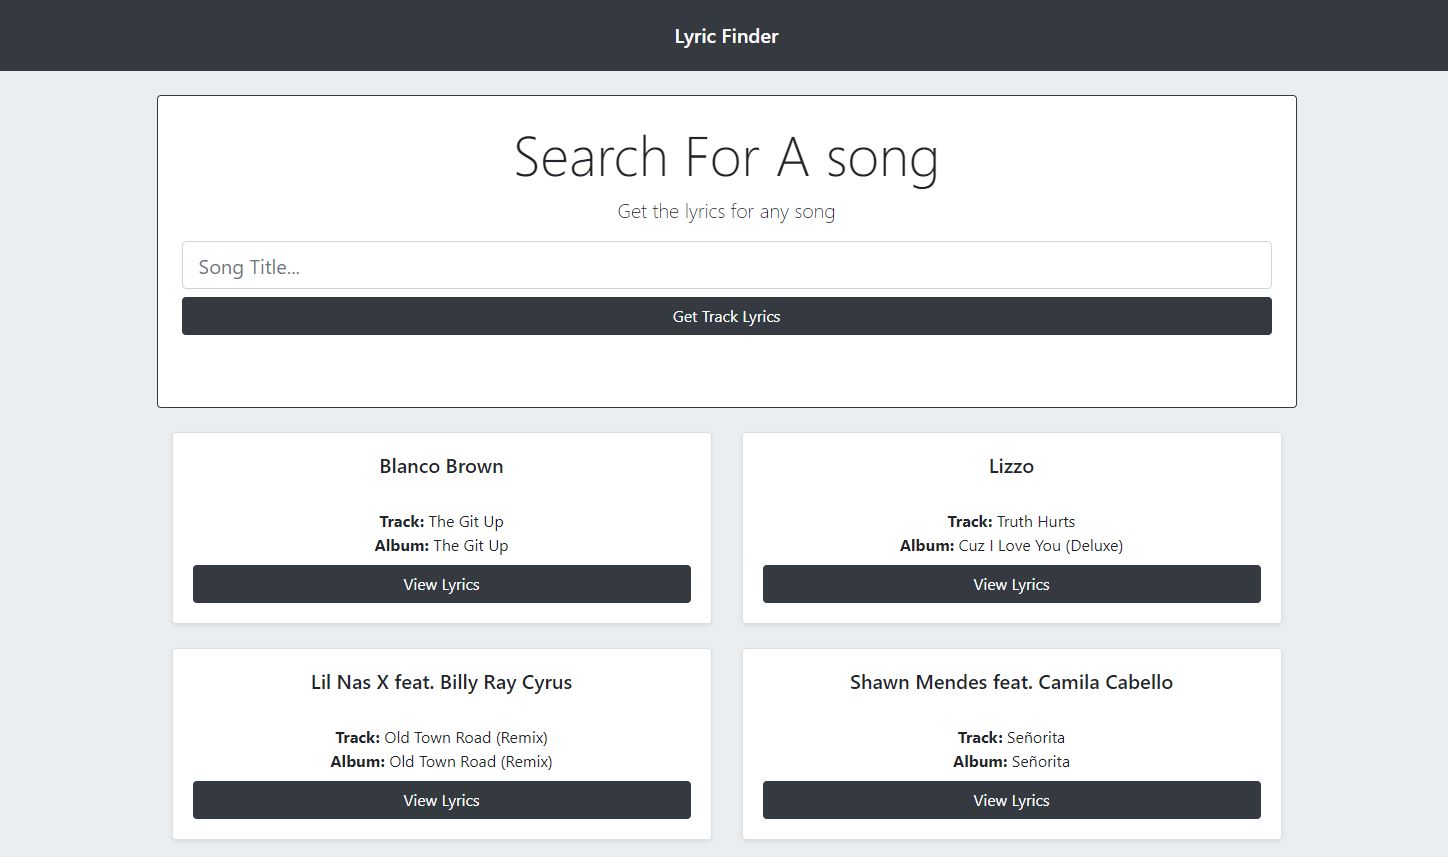 Lyric Finder
Search For A song
Get the lyrics for any song
Song Title...
Get Track Lyrics
Blanco Brown
Track: The Git Up
Album: The Git Up
View Lyrics
Lizzo
Track: Truth Hurts
Album: Cuz I Love You (Deluxe)
View Lyrics
Lil Nas X feat. Billy Ray Cyrus
Track: Old Town Road (Remix)
Album: Old Town Road (Remix)
View Lyrics
Shawn Mendes feat. Camila Cabello
Track: Señorita
Album: Señorita
View Lyrics